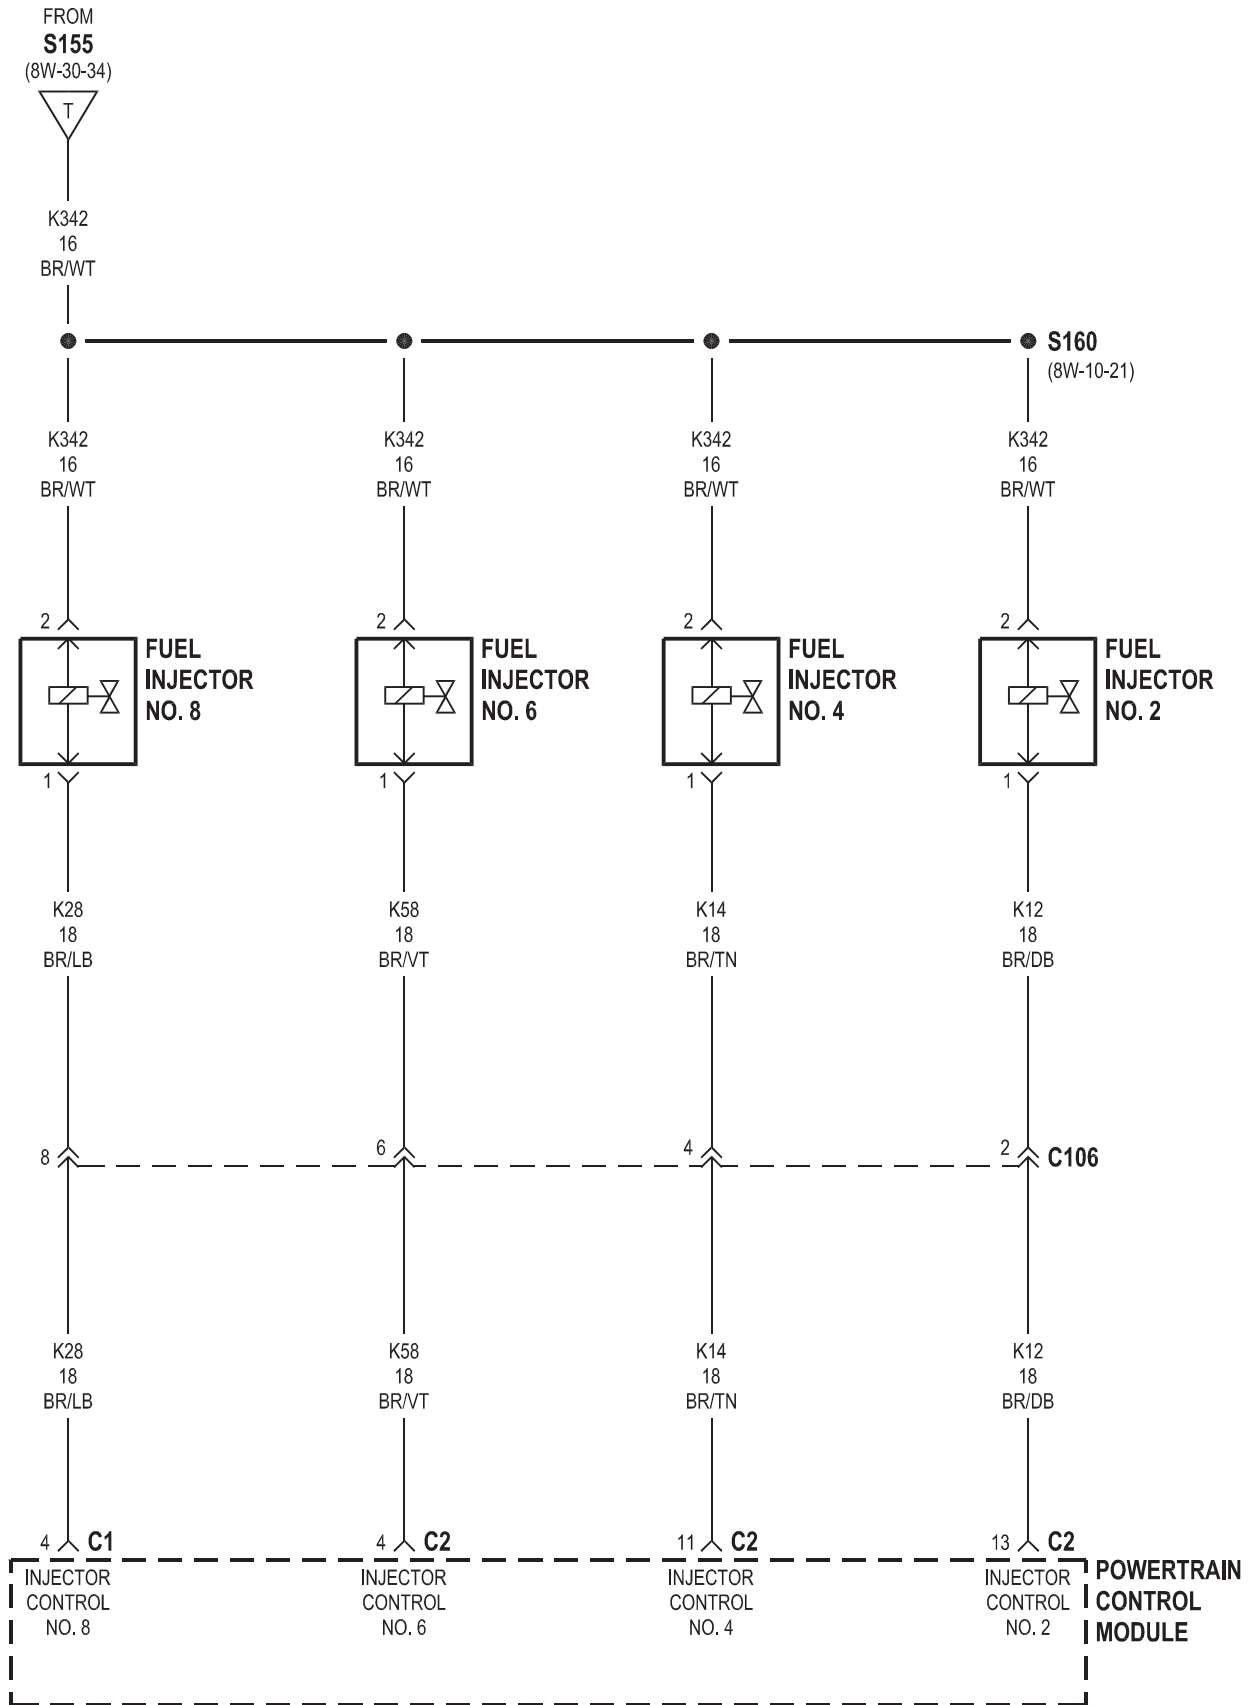 FROM
S155
(8W-30-34)
T
K342
16
BR/WT
S160
(8W-10-21)
K342
16
BR/WT
K342
16
BR/WT
K342
16
BR/WT
K342
16
BR/WT
2
FUEL
INJECTOR
NO. 8
1
2
FUEL
INJECTOR
NO. 6
1
2
FUEL
INJECTOR
NO. 4
1
2
FUEL
INJECTOR
NO. 2
1
K28
18
BR/LB
K58
18
BR/VT
K14
18
BR/TN
K12
18
BR/DB
8
6
4
2
C106
K28
18
BR/LB
K58
18
BR/VT
K14
18
BR/TN
K12
18
BR/DB
4 C1
4 C2
11 C2
13 C2
INJECTOR
CONTROL
NO. 8
INJECTOR
CONTROL
NO. 6
INJECTOR
CONTROL
NO. 4
INJECTOR
CONTROL
NO. 2
POWERTRAIN
CONTROL
MODULE